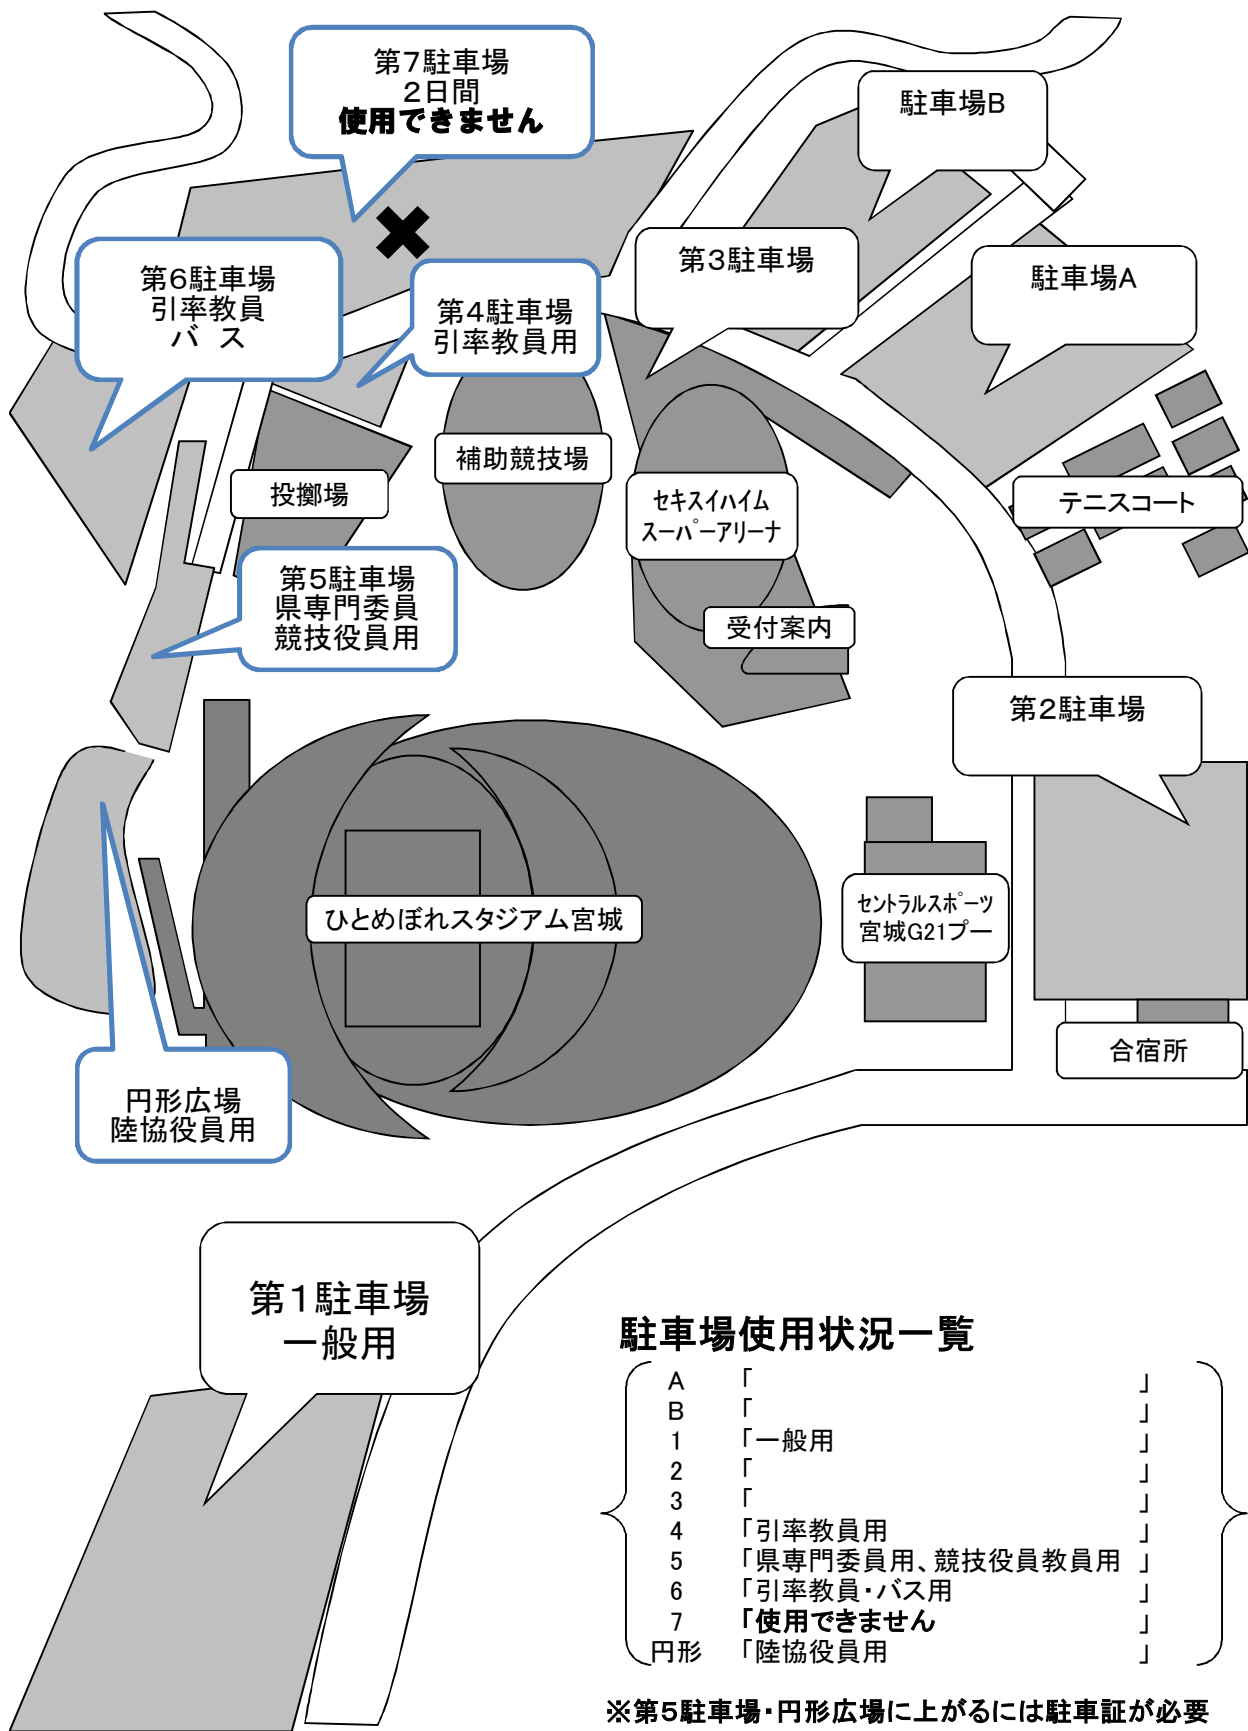 第7駐車場
2日間
使用できません
駐車場B
第3駐車場
駐車場A
第6駐車場
引率教員
バ ス
第4駐車場
引率教員用
補助競技場
投擲場
セキスイハイム
スーパーアリーナ
テニスコート
第5駐車場
県専門委員
競技役員用
受付案内
第2駐車場
ひとめぼれスタジアム宮城
セントラルスポーツ
宮城G21プー
合宿所
円形広場
陸協役員用
第1駐車場
一般用
駐車場使用状況一覧
A 「 」
B 「 」
1 「一般用 」
2 「 」
3 「 」
4 「引率教員用 」
5 「県専門委員用、競技役員教員用 」
6 「引率教員・バス用 」
7 「使用できません 」
円形 「陸協役員用 」
※第5駐車場・円形広場に上がるには駐車証が必要